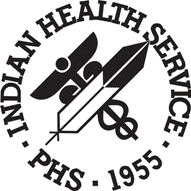 INDIAN HEALTH SERVICE
PHS · 1955